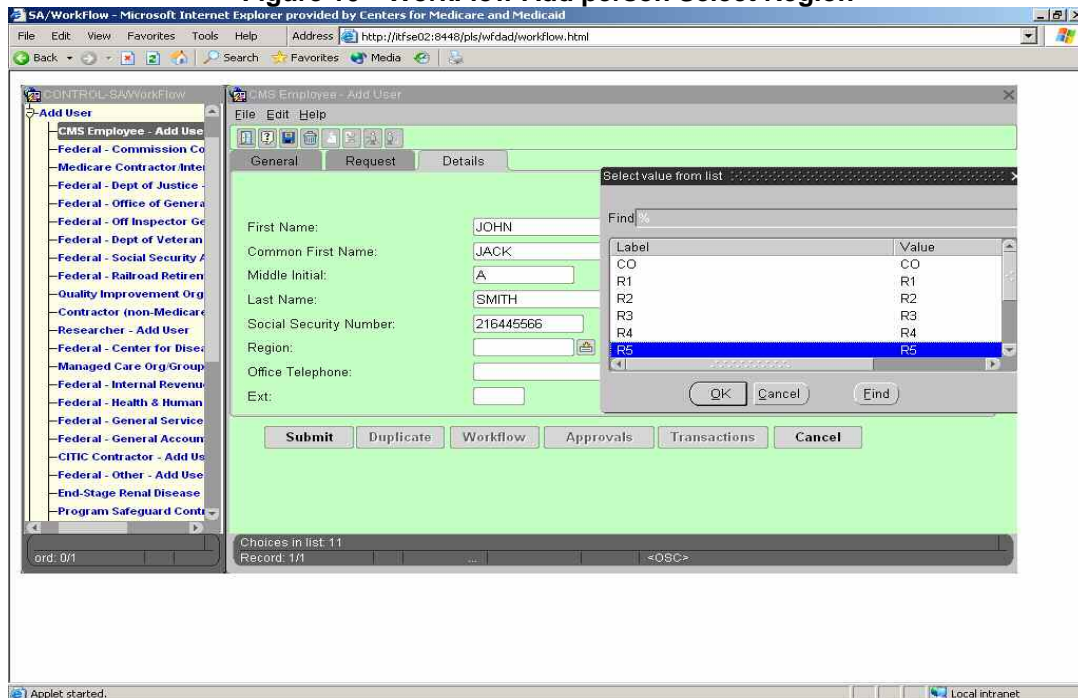 Figure 10 - WorkFlow Add person Select Region
SA/WorkFlow - Microsoft Internet Explorer provided by Centers for Medicare and Medicaid
File Edit View Favorites Tools Help Address http://itfse02:8448/pls/wfdad/workflow.html
Back Search Favorites Media
CONTROL-SA/WorkFlow
Add User
CMS Employee - Add Use
Federal - Commission Co
Medicare Contractor/Inter
Federal - Dept of Justice -
Federal - Office of Genera
Federal - Off Inspector Ge
Federal - Dept of Veteran
Federal - Social Security A
Federal - Railroad Retirem
Quality Improvement Org
Contractor (non-Medicare
Researcher - Add User
Federal - Center for Disea
Managed Care Org/Group
Federal - Internal Revenu
Federal - Health & Human
Federal - General Service
Federal - General Accoun
CITIC Contractor - Add Us
Federal - Other - Add Use
End-Stage Renal Disease
Program Safeguard Contr
ord: 0/1
CMS Employee - Add User
File Edit Help
General Request Details
First Name: JOHN
Common First Name: JACK
Middle Initial: A
Last Name: SMITH
Social Security Number: 216445566
Region:
Office Telephone:
Ext:
Select value from list
Find %
Label Value
CO CO
R1 R1
R2 R2
R3 R3
R4 R4
R5 R5
OK Cancel Find
Submit Duplicate Workflow Approvals Transactions Cancel
Choices in list: 11
Record: 1/1 ... <OSC>
Applet started. Local intranet